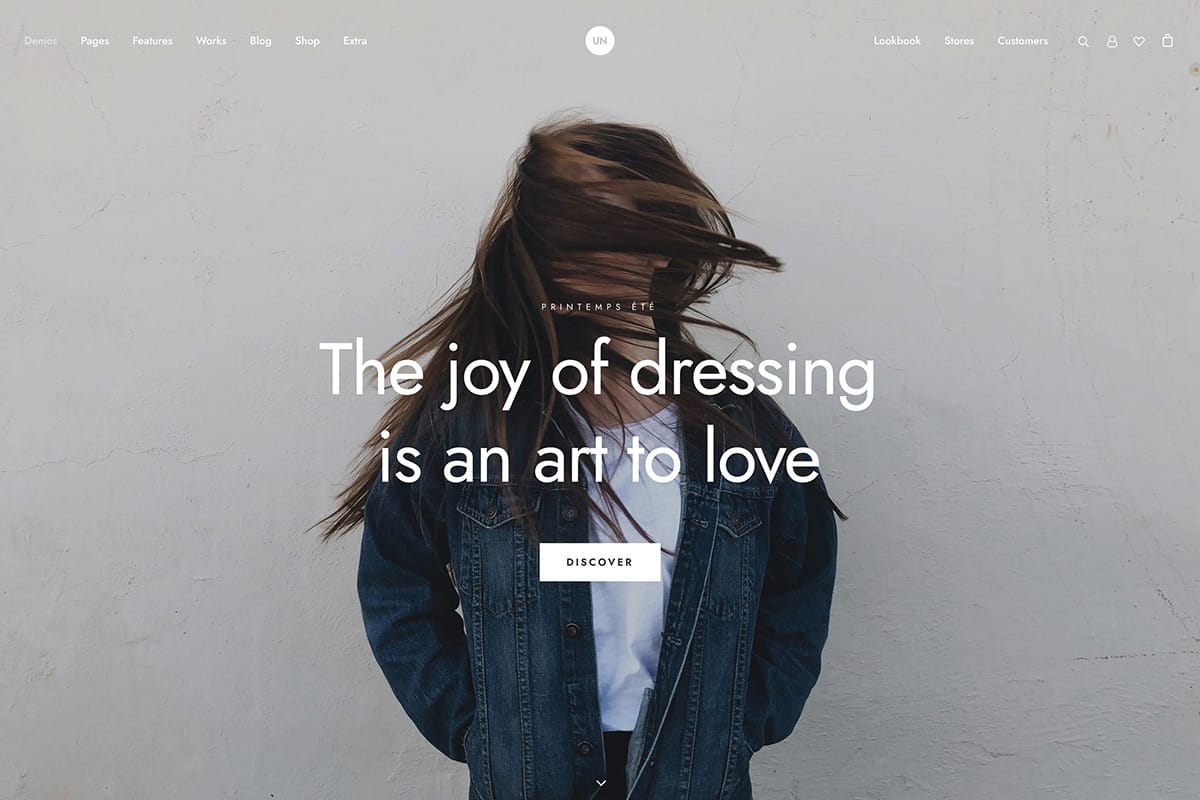 Demos Pages Features Works Blog Shop Extra UN Lookbook Stores Customers
PRINTEMPS ÉTÉ
The joy of dressing
is an art to love
DISCOVER